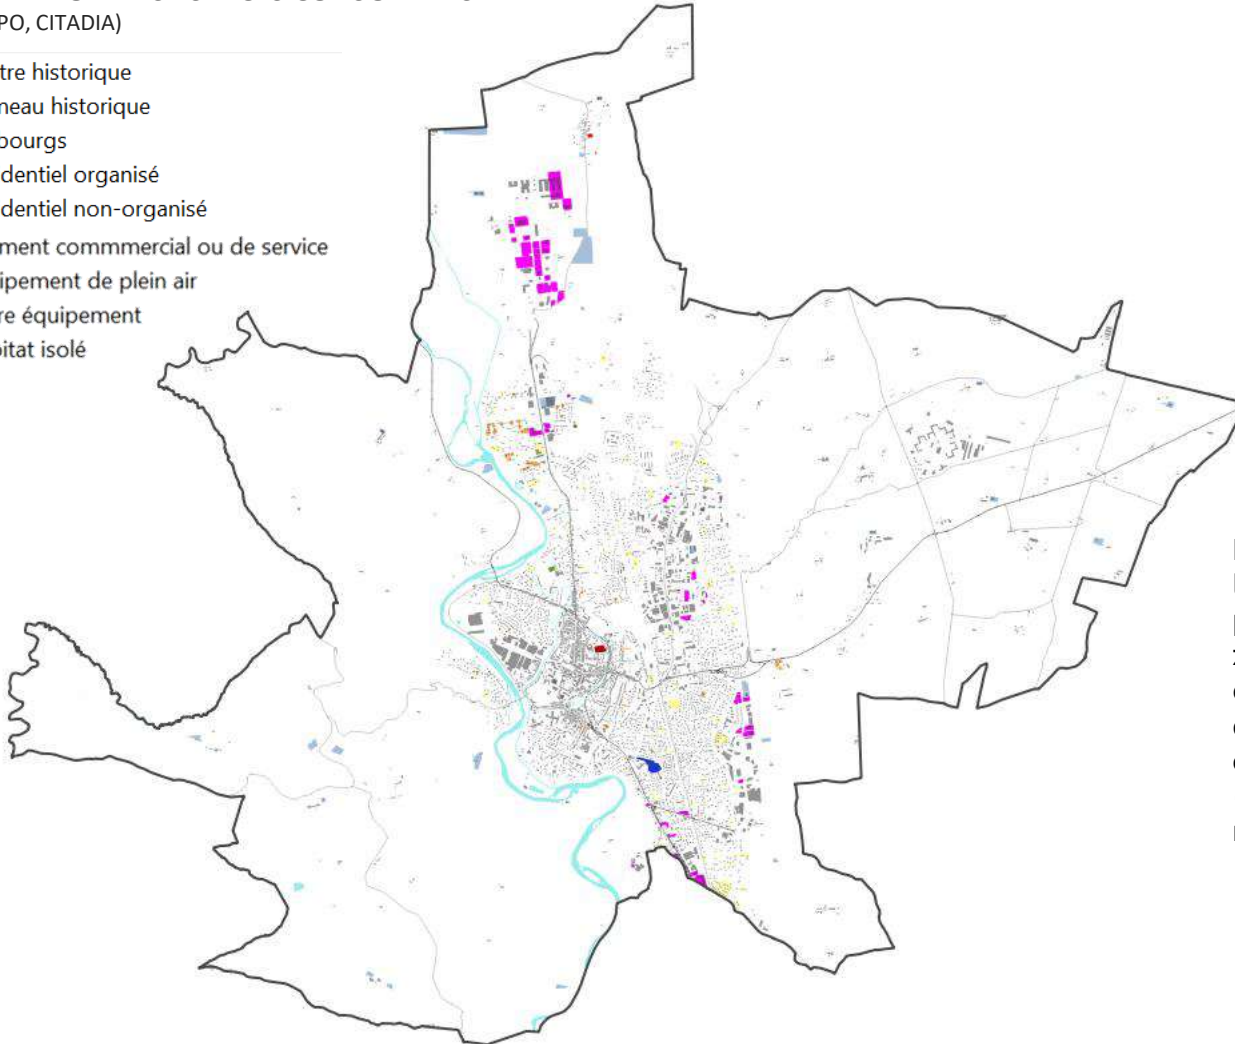 PO, CITADIA)
tre historique
neau historique
bourgs
dentiel organisé
dentiel non-organisé
ment commmercial ou de service
ipement de plein air
re équipement
itat isolé